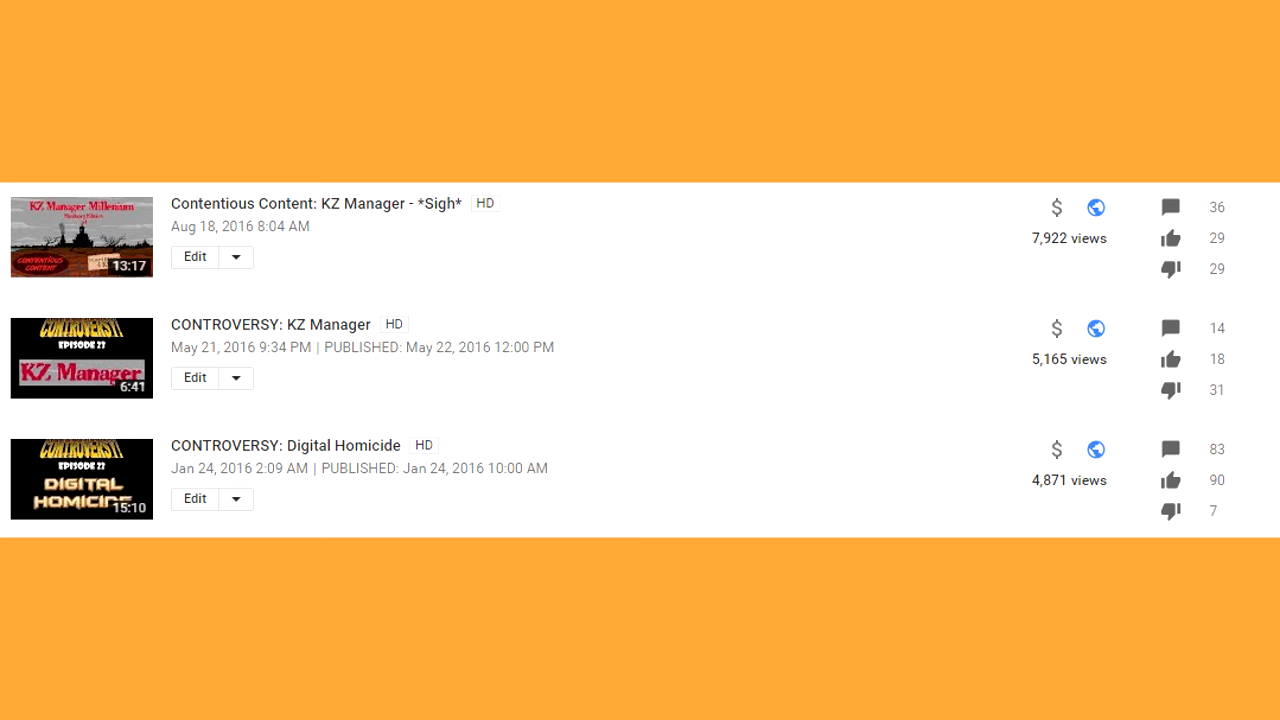 KZ Manager Millenium
CONTENTIOUS
CONTENT
13:17
Contentious Content: KZ Manager - *Sigh* HD
Aug 18, 2016 8:04 AM
Edit
$
7,922 views
36
29
29
CONTROVERSY!
EPISODE 23
KZ Manager
6:41
CONTROVERSY: KZ Manager HD
May 21, 2016 9:34 PM | PUBLISHED: May 22, 2016 12:00 PM
Edit
$
5,165 views
14
18
31
CONTROVERSY!
EPISODE 22
DIGITAL
HOMICIDE
15:10
CONTROVERSY: Digital Homicide HD
Jan 24, 2016 2:09 AM | PUBLISHED: Jan 24, 2016 10:00 AM
Edit
$
4,871 views
83
90
7